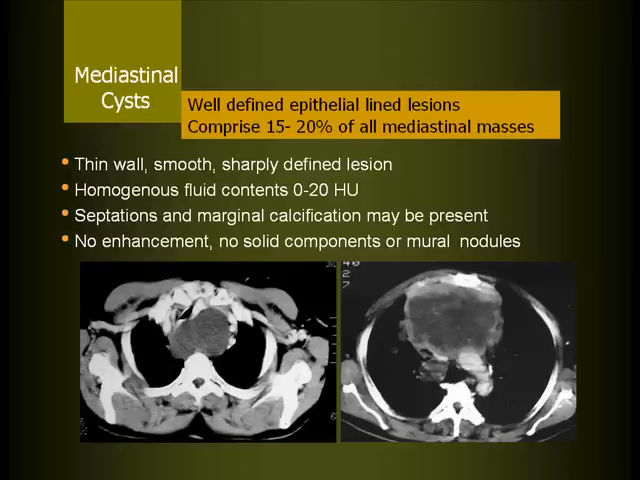 Mediastinal
Cysts
Well defined epithelial lined lesions
Comprise 15- 20% of all mediastinal masses
• Thin wall, smooth, sharply defined lesion
• Homogenous fluid contents 0-20 HU
• Septations and marginal calcification may be present
• No enhancement, no solid components or mural nodules
2
7